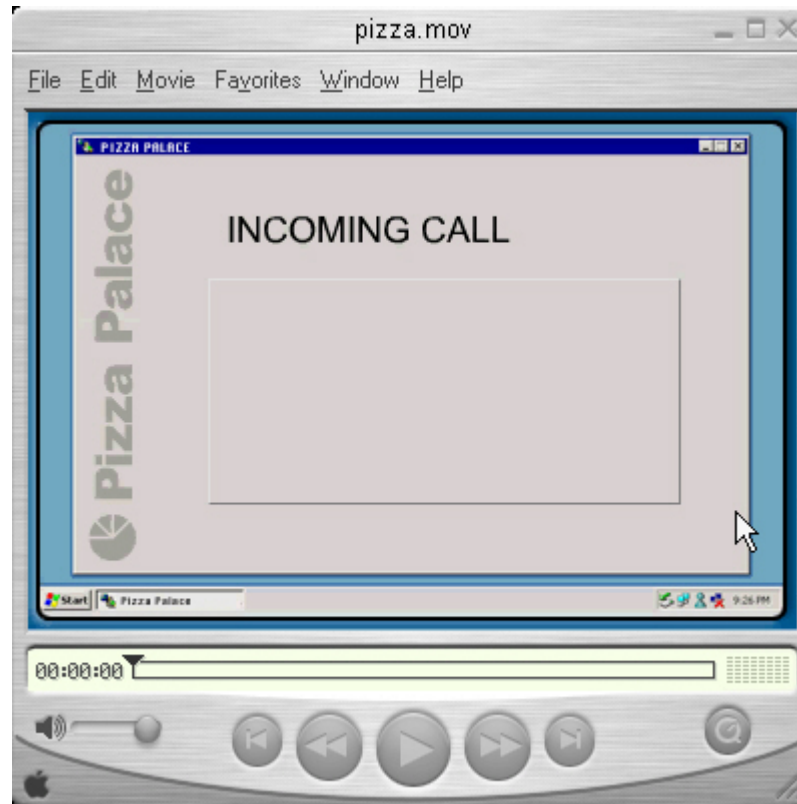 pizza.mov
File Edit Movie Favorites Window Help
PIZZA PALACE
Pizza Palace
INCOMING CALL
Start Pizza Palace 9:26 PM
00:00:00